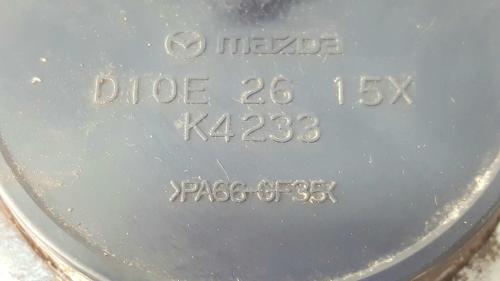 mazda
D10E 26 15X
K4233
>PA66-GF35<